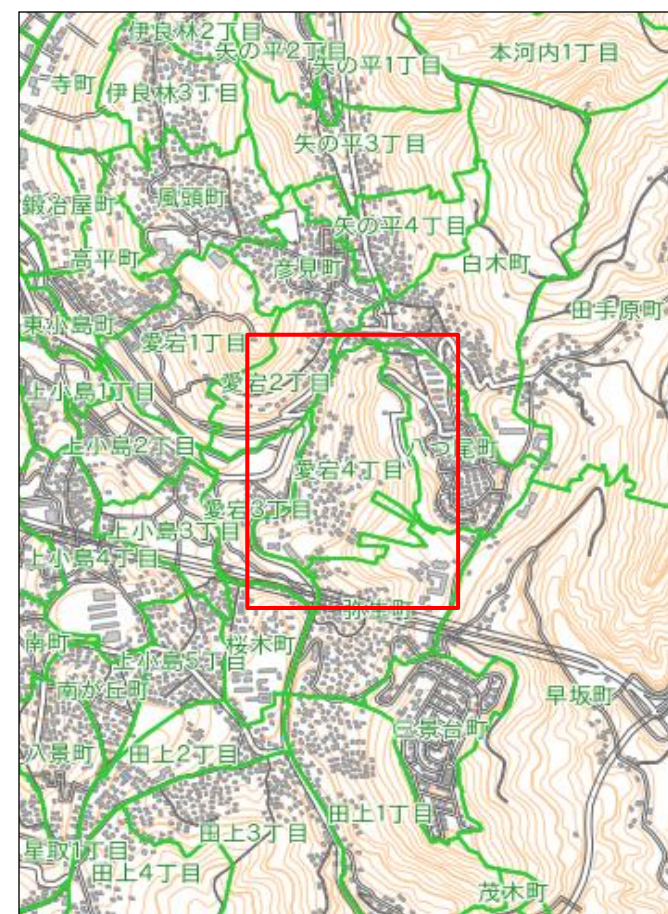 伊良林2丁目
矢の平2丁目
矢の平1丁目
本河内1丁目
寺町
伊良林3丁目
矢の平3丁目
鍛冶屋町
風頭町
矢の平4丁目
高平町
彦見町
白木町
田手原町
東小島町
愛宕1丁目
愛宕2丁目
上小島1丁目
上小島2丁目
八つ尾町
愛宕4丁目
愛宕3丁目
上小島3丁目
上小島4丁目
弥生町
南町
桜木町
上小島5丁目
南が丘町
早坂町
三景台町
八景町
田上2丁目
田上1丁目
田上3丁目
星取1丁目
田上4丁目
茂木町